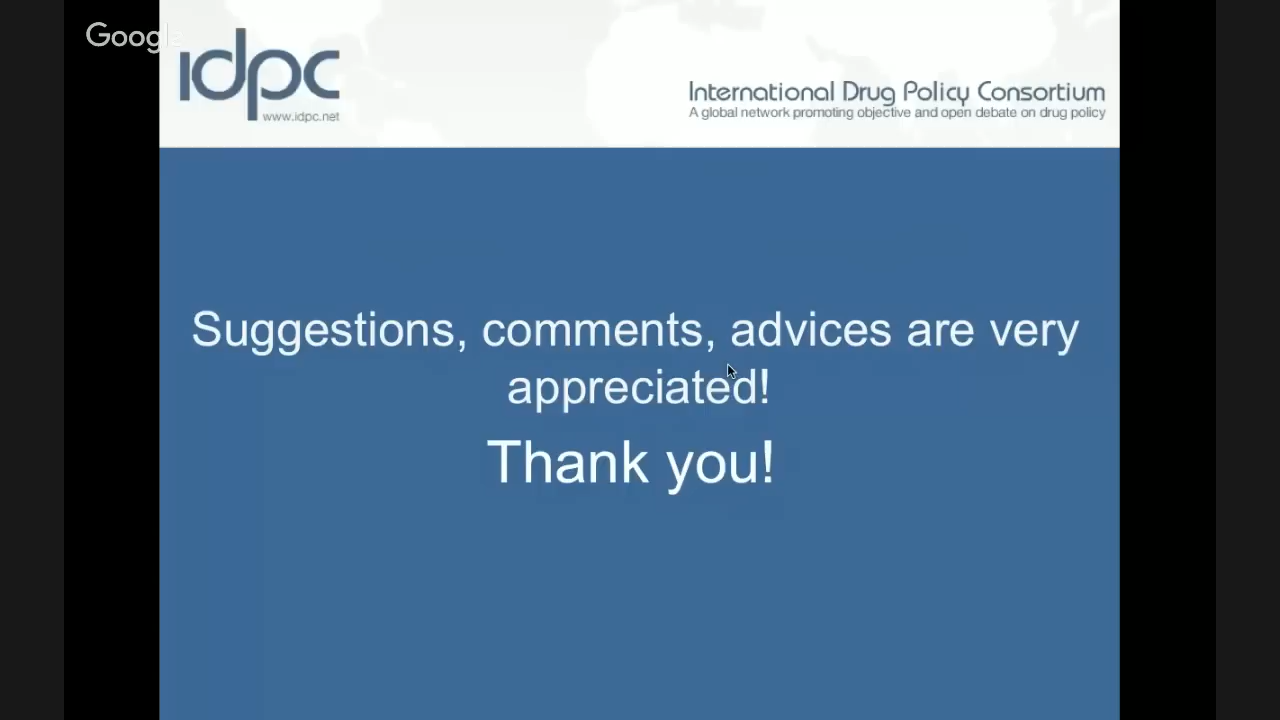 Google
idpc
www.idpc.net
International Drug Policy Consortium
A global network promoting objective and open debate on drug policy
Suggestions, comments, advices are very
appreciated!
Thank you!